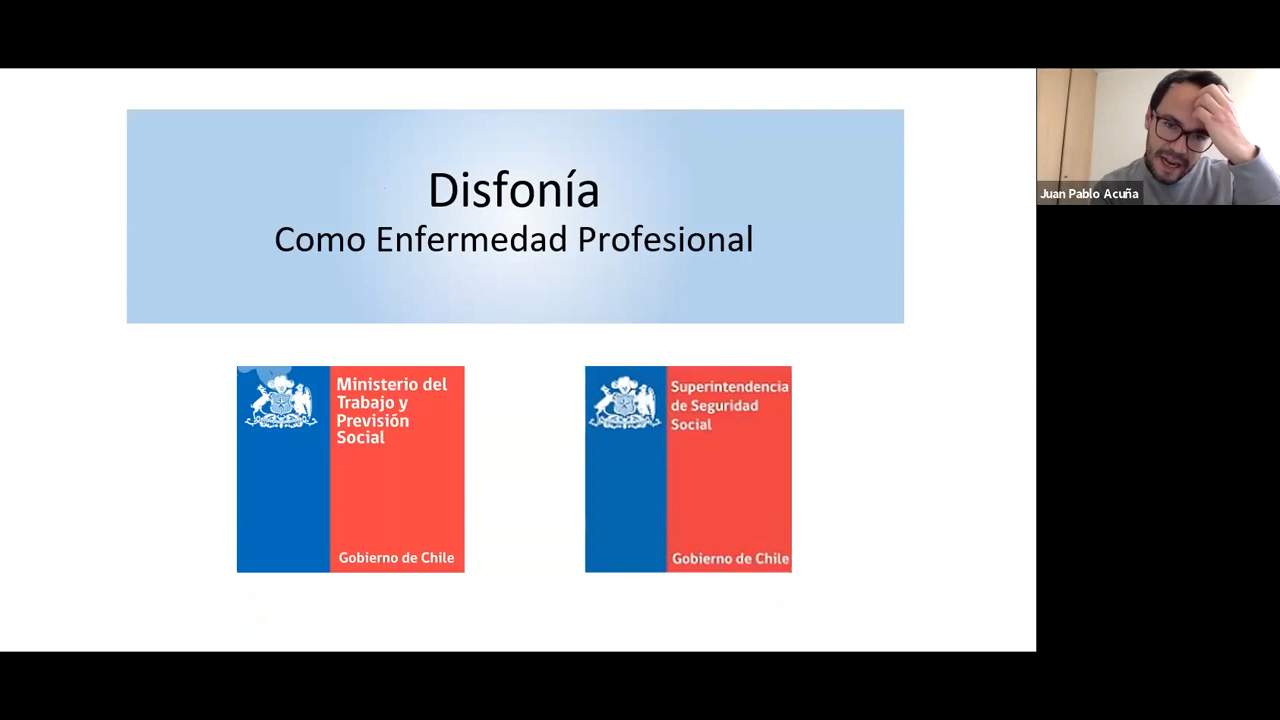 Disfonía
Como Enfermedad Profesional
Ministerio del
Trabajo y
Previsión
Social
Gobierno de Chile
Superintendencia
de Seguridad
Social
Gobierno de Chile
Juan Pablo Acuña